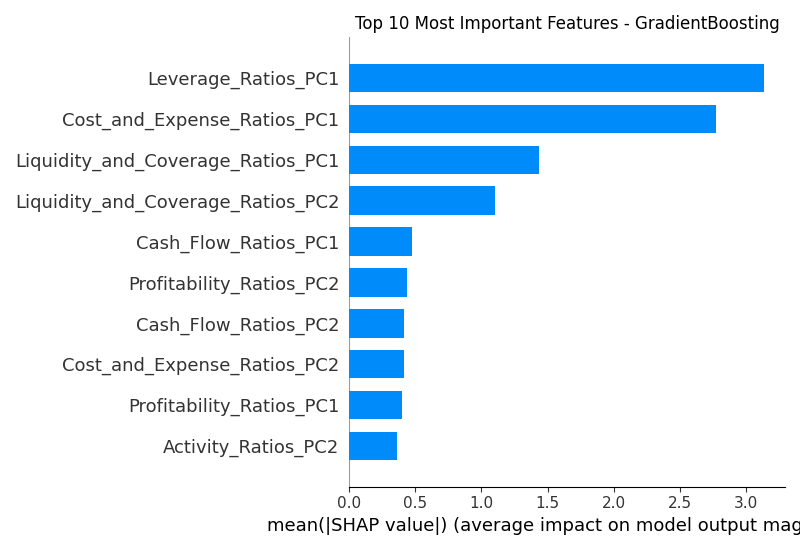 Top 10 Most Important Features - GradientBoosting
Leverage_Ratios_PC1
Cost_and_Expense_Ratios_PC1
Liquidity_and_Coverage_Ratios_PC1
Liquidity_and_Coverage_Ratios_PC2
Cash_Flow_Ratios_PC1
Profitability_Ratios_PC2
Cash_Flow_Ratios_PC2
Cost_and_Expense_Ratios_PC2
Profitability_Ratios_PC1
Activity_Ratios_PC2
0.0 0.5 1.0 1.5 2.0 2.5 3.0
mean(|SHAP value|) (average impact on model output mag